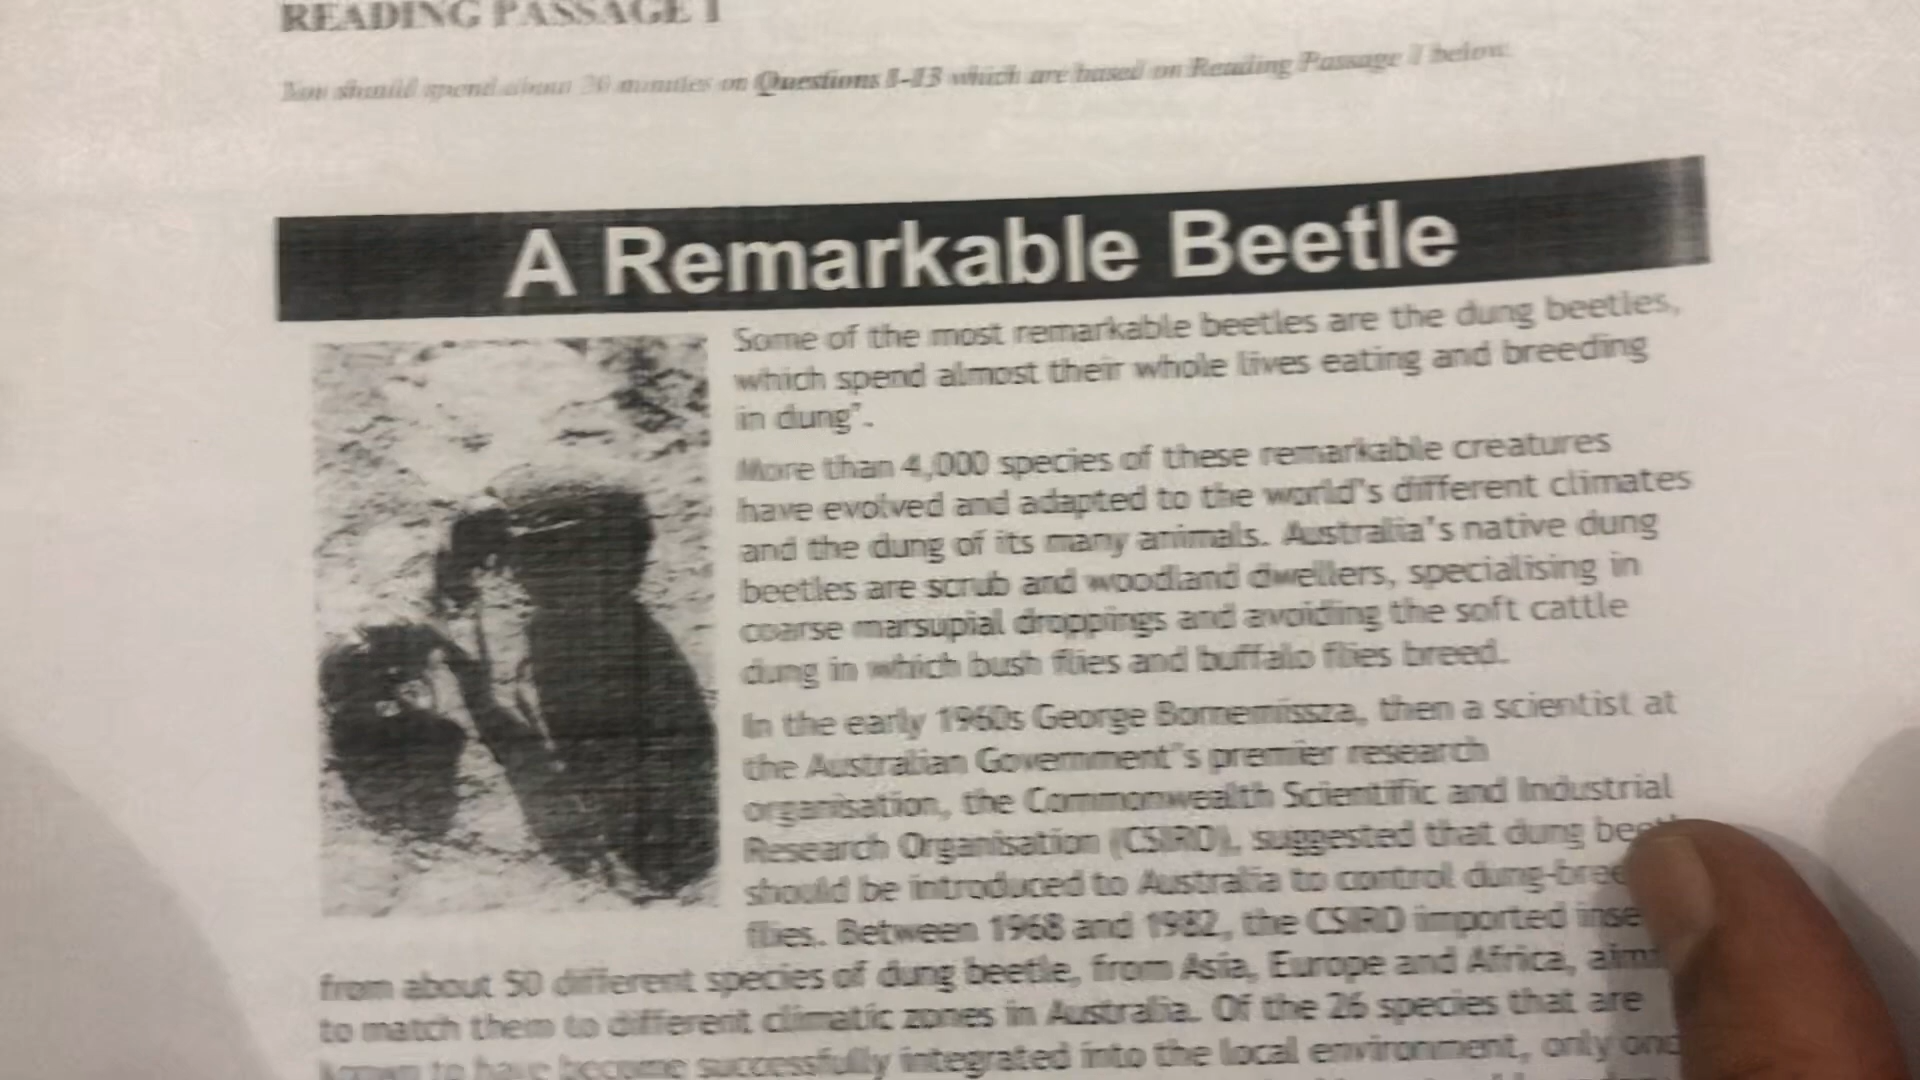 READING PASSAGE 1
You should spend about 20 minutes on Questions 1-13 which are based on Reading Passage 1 below.
A Remarkable Beetle
Some of the most remarkable beetles are the dung beetles,
which spend almost their whole lives eating and breeding
in dung".
More than 4,000 species of these remarkable creatures
have evolved and adapted to the world's different climates
and the dung of its many animals. Australia's native dung
beetles are scrub and woodland dwellers, specialising in
coarse marsupial droppings and avoiding the soft cattle
dung in which bush flies and buffalo flies breed.
In the early 1960s George Bornemissza, then a scientist at
the Australian Government"s premier research
organisation, the Commonwealth Scientific and Industrial
Research Organisation (CSIRO), suggested that dung
should be introduced to Australia to control
flies. Between 1968 and 1982, the CSIRO imported
from about 50 different species of dung beetle, from Asia, Europe and Africa,
to match them to different climatic zones in Australia. Of the 26 species that are
known to have become successfully integrated into the local environment, only